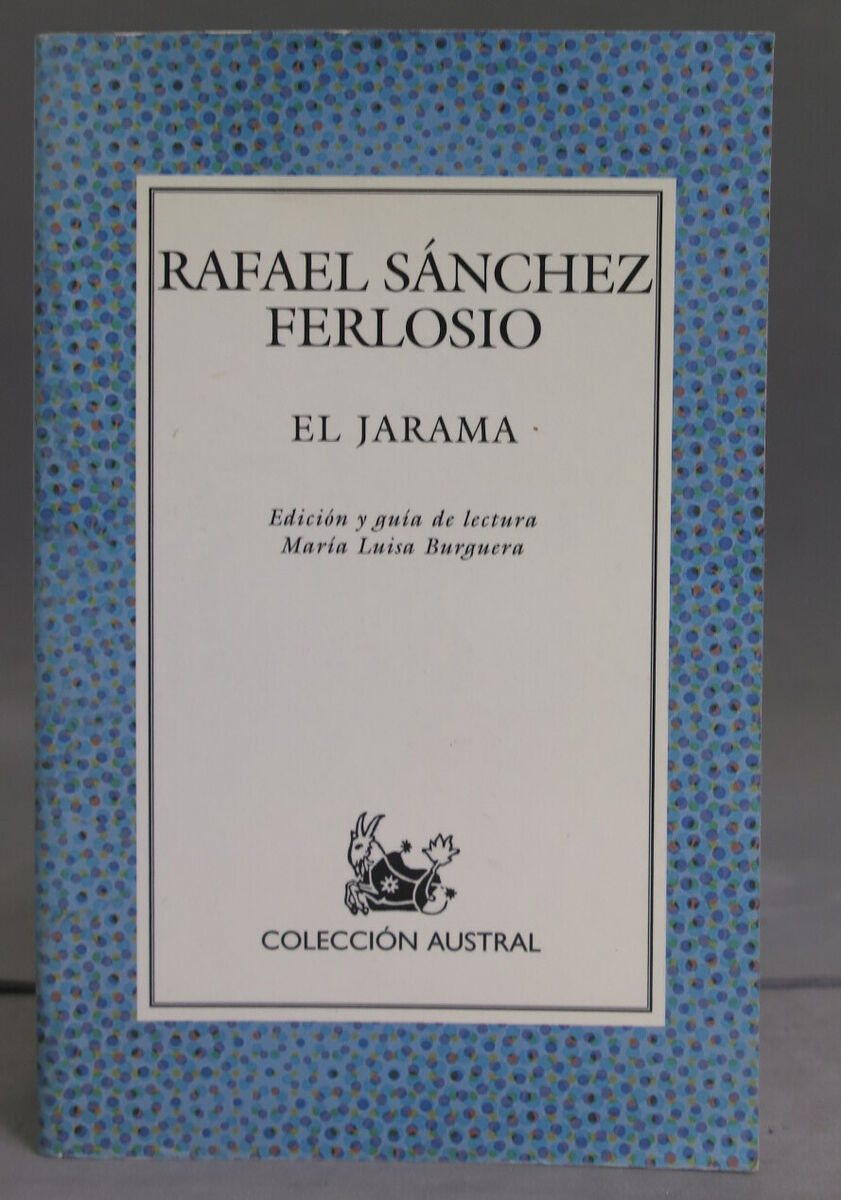 RAFAEL SÁNCHEZ
FERLOSIO
EL JARAMA
Edición y guía de lectura
María Luisa Burguera
COLECCIÓN AUSTRAL